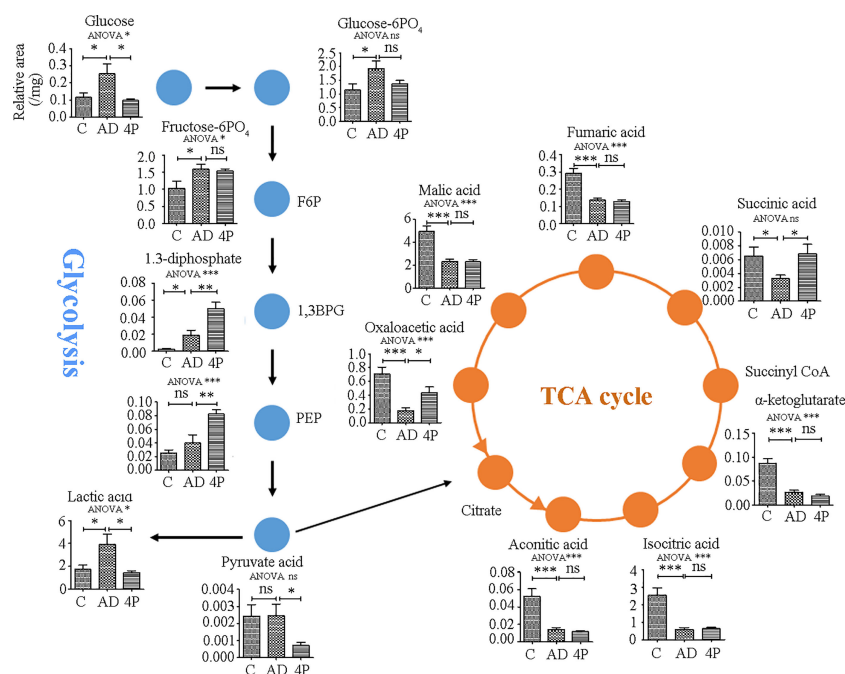 Glucose
ANOVA *
* *
Relative area
(/mg)
0.4
0.3
0.2
0.1
0.0
C AD 4P
Glucose-6PO₄
ANOVA ns
* ns
2.5
2.0
1.5
1.0
0.5
0.0
C AD 4P
Fructose-6PO₄
ANOVA *
* ns
2.0
1.5
1.0
0.5
0.0
C AD 4P
F6P
Glycolysis
1.3-diphosphate
ANOVA ***
* **
0.08
0.06
0.04
0.02
0.00
C AD 4P
1,3BPG
ANOVA ***
ns **
0.10
0.08
0.06
0.04
0.02
0.00
C AD 4P
PEP
Lactic acid
ANOVA *
* *
6
4
2
0
C AD 4P
Pyruvate acid
ANOVA ns
ns *
0.004
0.003
0.002
0.001
0.000
C AD 4P
Malic acid
ANOVA ***
*** ns
6
4
2
0
C AD 4P
Fumaric acid
ANOVA ***
*** ns
0.4
0.3
0.2
0.1
0.0
C AD 4P
Succinic acid
ANOVA ns
* *
0.010
0.008
0.006
0.004
0.002
0.000
C AD 4P
Oxaloacetic acid
ANOVA ***
*** *
1.0
0.8
0.6
0.4
0.2
0.0
C AD 4P
TCA cycle
Succinyl CoA
α-ketoglutarate
ANOVA ***
*** ns
0.15
0.10
0.05
0.00
C AD 4P
Citrate
Aconitic acid
ANOVA***
*** ns
0.06
0.04
0.02
0.00
C AD 4P
Isocitric acid
ANOVA ***
*** ns
4
3
2
1
0
C AD 4P